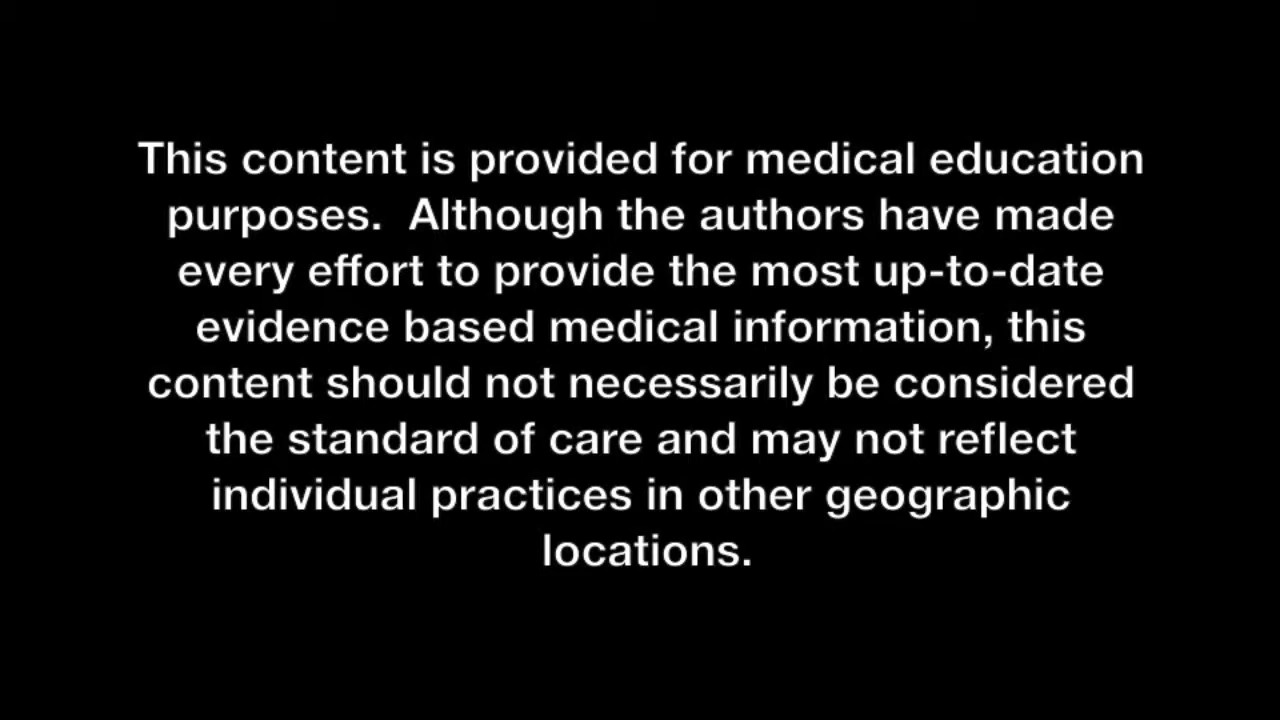 This content is provided for medical education
purposes.  Although the authors have made
every effort to provide the most up-to-date
evidence based medical information, this
content should not necessarily be considered
the standard of care and may not reflect
individual practices in other geographic
locations.